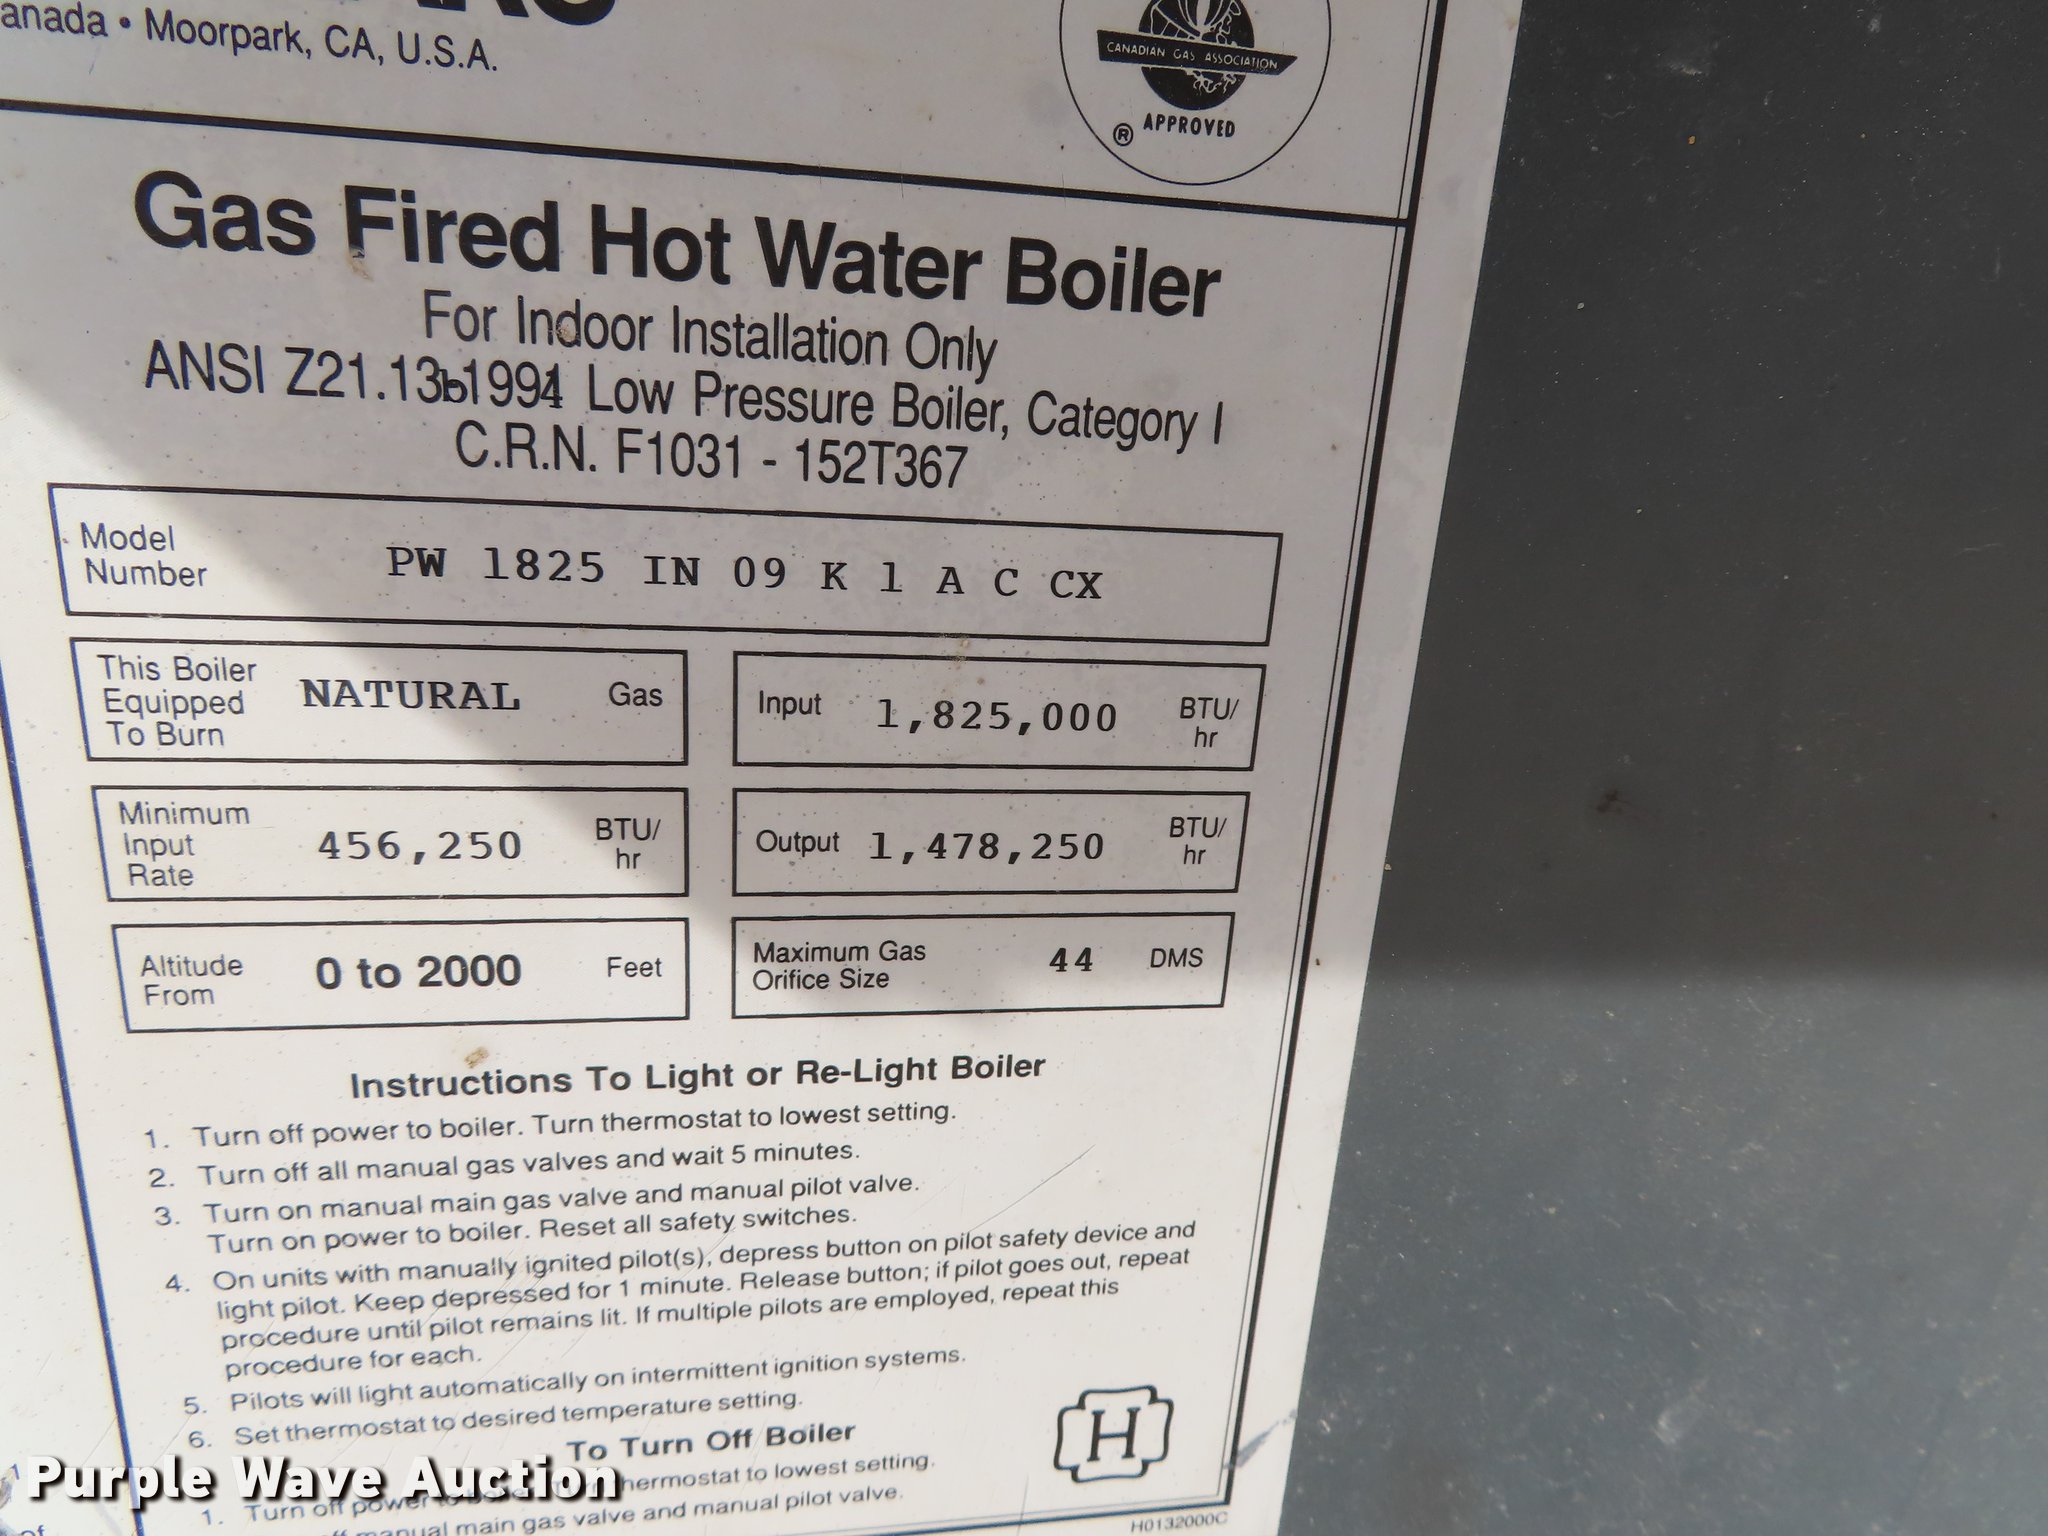 Moorpark, CA, U.S.A.
CANADIAN GAS ASSOCIATION
® APPROVED
Gas Fired Hot Water Boiler
For Indoor Installation Only
ANSI Z21.13b1994 Low Pressure Boiler, Category I
C.R.N. F1031 - 152T367
Model
Number
PW 1825 IN 09 K 1 A C CX
This Boiler
Equipped
To Burn
NATURAL Gas
Input 1,825,000 BTU/
hr
Minimum
Input
Rate
456,250 BTU/
hr
Output 1,478,250 BTU/
hr
Altitude
From
0 to 2000 Feet
Maximum Gas
Orifice Size
44 DMS
Instructions To Light or Re-Light Boiler
1. Turn off power to boiler. Turn thermostat to lowest setting.
2. Turn off all manual gas valves and wait 5 minutes.
3. Turn on manual main gas valve and manual pilot valve.
Turn on power to boiler. Reset all safety switches.
4. On units with manually ignited pilot(s), depress button on pilot safety device and
light pilot. Keep depressed for 1 minute. Release button; if pilot goes out, repeat
procedure until pilot remains lit. If multiple pilots are employed, repeat this
procedure for each.
5. Pilots will light automatically on intermittent ignition systems.
6. Set thermostat to desired temperature setting.
To Turn Off Boiler
1. Turn off power to thermostat to lowest setting.
manual main gas valve and manual pilot valve.
H
H0132000C
Purple Wave Auction